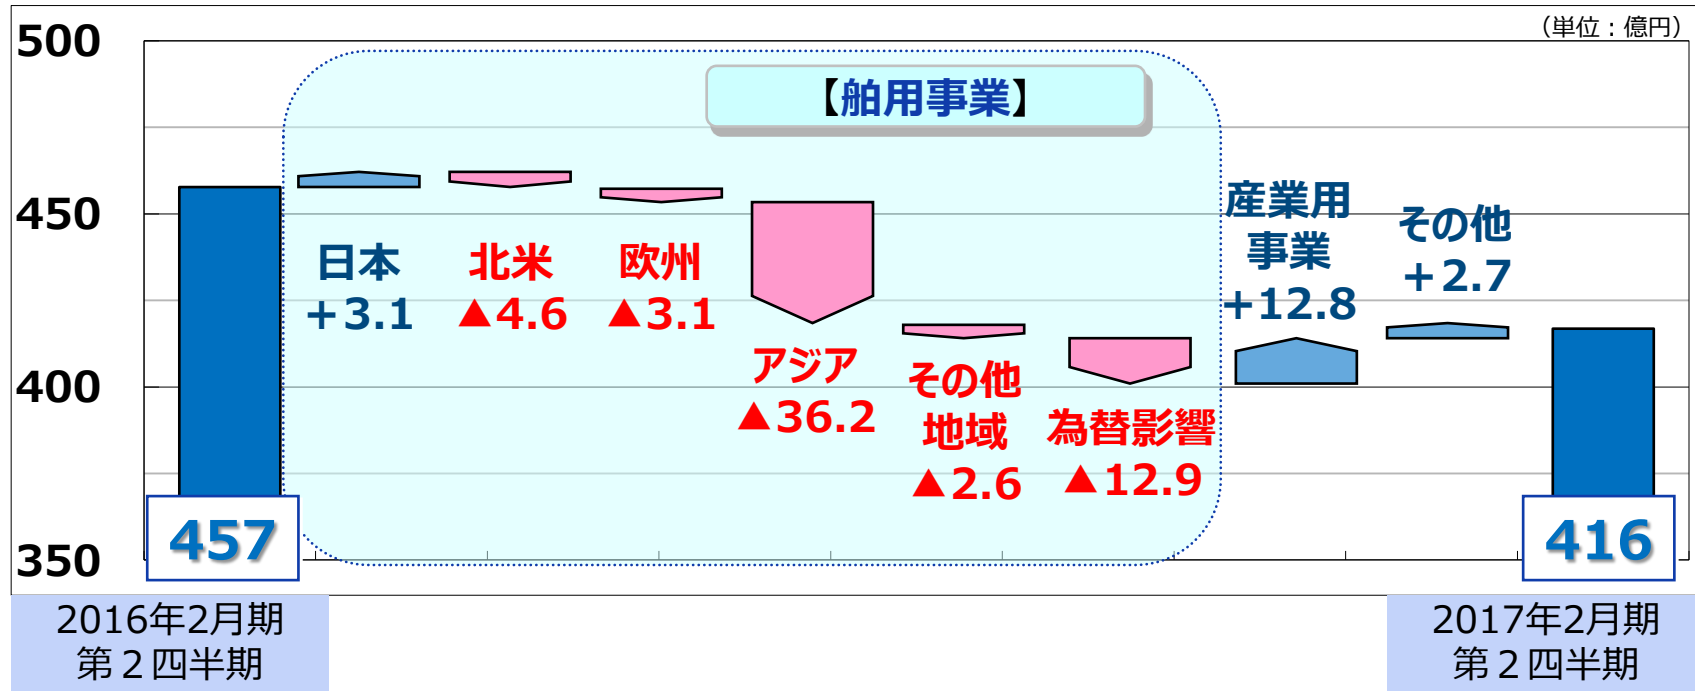 (単位：億円)
500
450
400
350
【舶用事業】
日本
＋3.1
北米
▲4.6
欧州
▲3.1
アジア
▲36.2
その他
地域
▲2.6
為替影響
▲12.9
産業用
事業
+12.8
その他
＋2.7
457
416
2016年2月期
第２四半期
2017年2月期
第２四半期